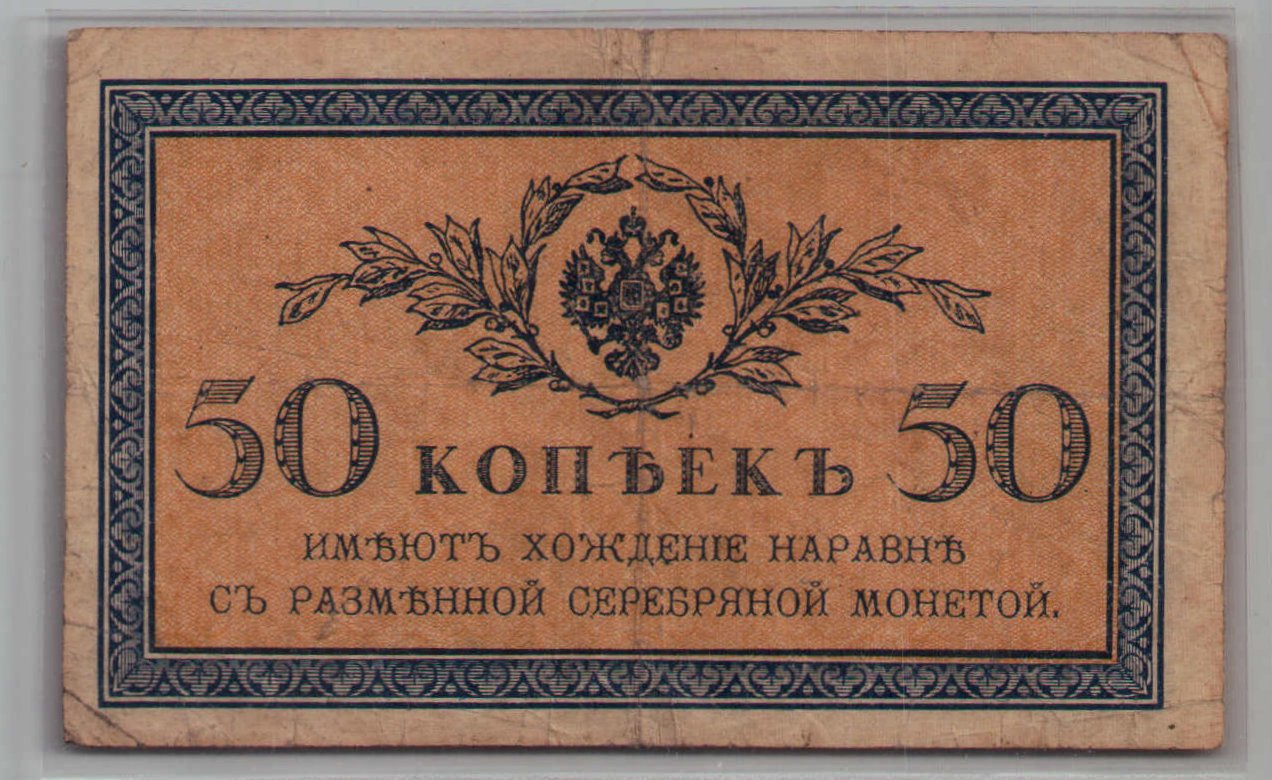 50 КОПѢЕКЪ 50
ИМѢЮТЪ ХОЖДЕНІЕ НАРАВНѢ
СЪ РАЗМѢННОЙ СЕРЕБРЯНОЙ МОНЕТОЙ.